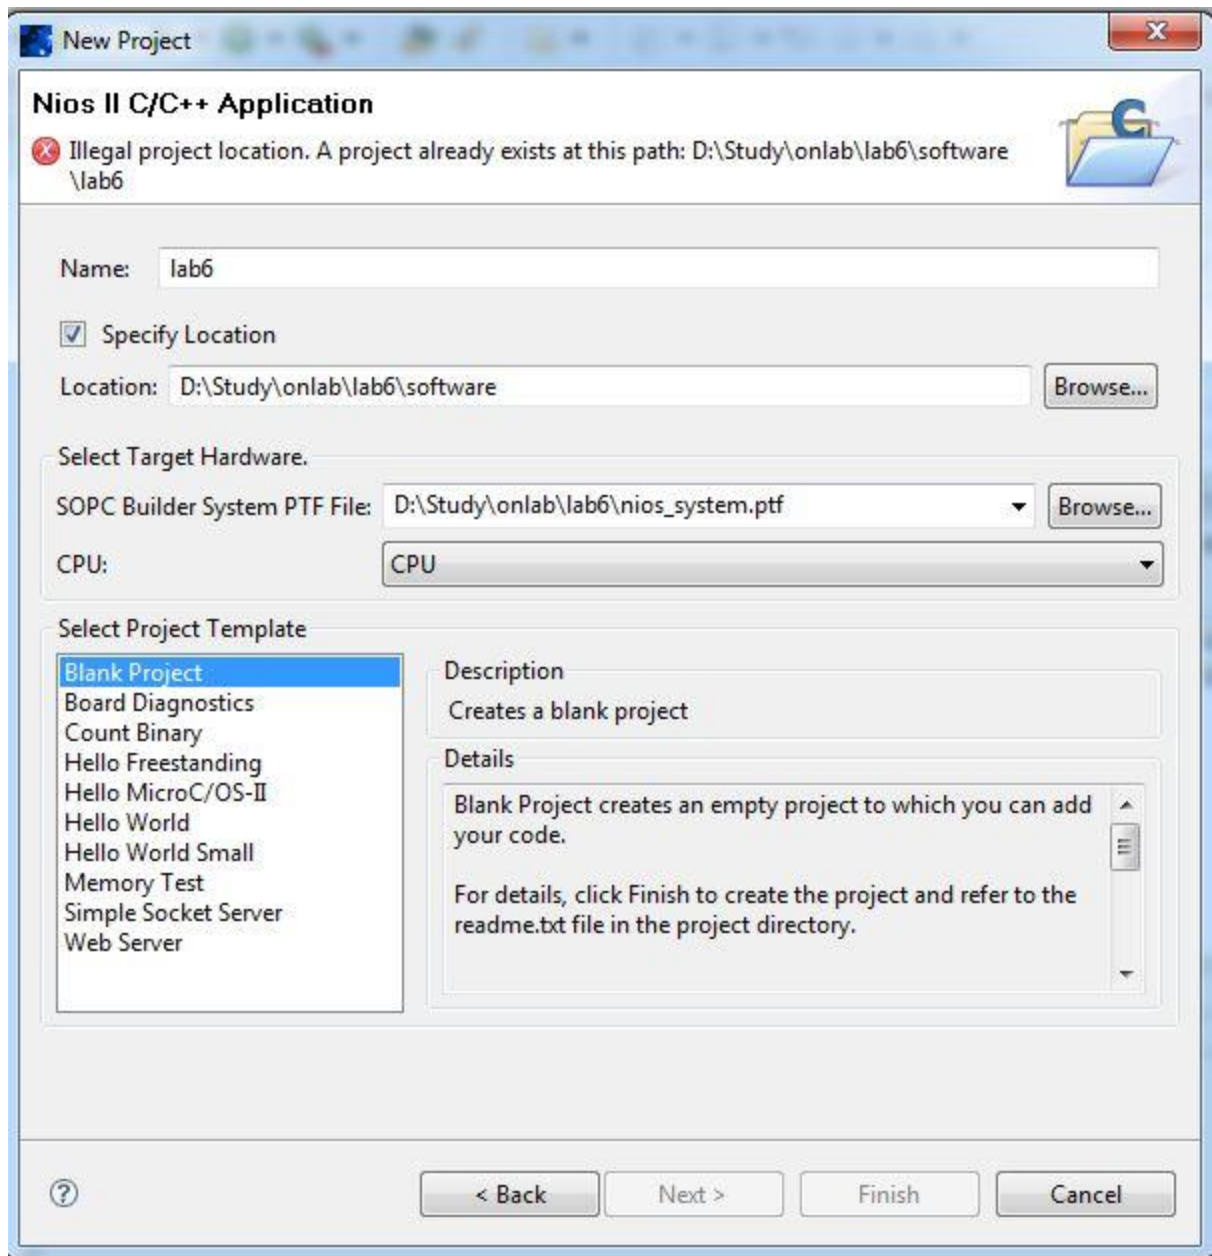 New Project
Nios II C/C++ Application
Illegal project location. A project already exists at this path: D:\Study\onlab\lab6\software
\lab6
Name: lab6
Specify Location
Location: D:\Study\onlab\lab6\software Browse...
Select Target Hardware.
SOPC Builder System PTF File: D:\Study\onlab\lab6\nios_system.ptf Browse...
CPU: CPU
Select Project Template
Blank Project
Board Diagnostics
Count Binary
Hello Freestanding
Hello MicroC/OS-II
Hello World
Hello World Small
Memory Test
Simple Socket Server
Web Server
Description
Creates a blank project
Details
Blank Project creates an empty project to which you can add
your code.
For details, click Finish to create the project and refer to the
readme.txt file in the project directory.
< Back Next > Finish Cancel